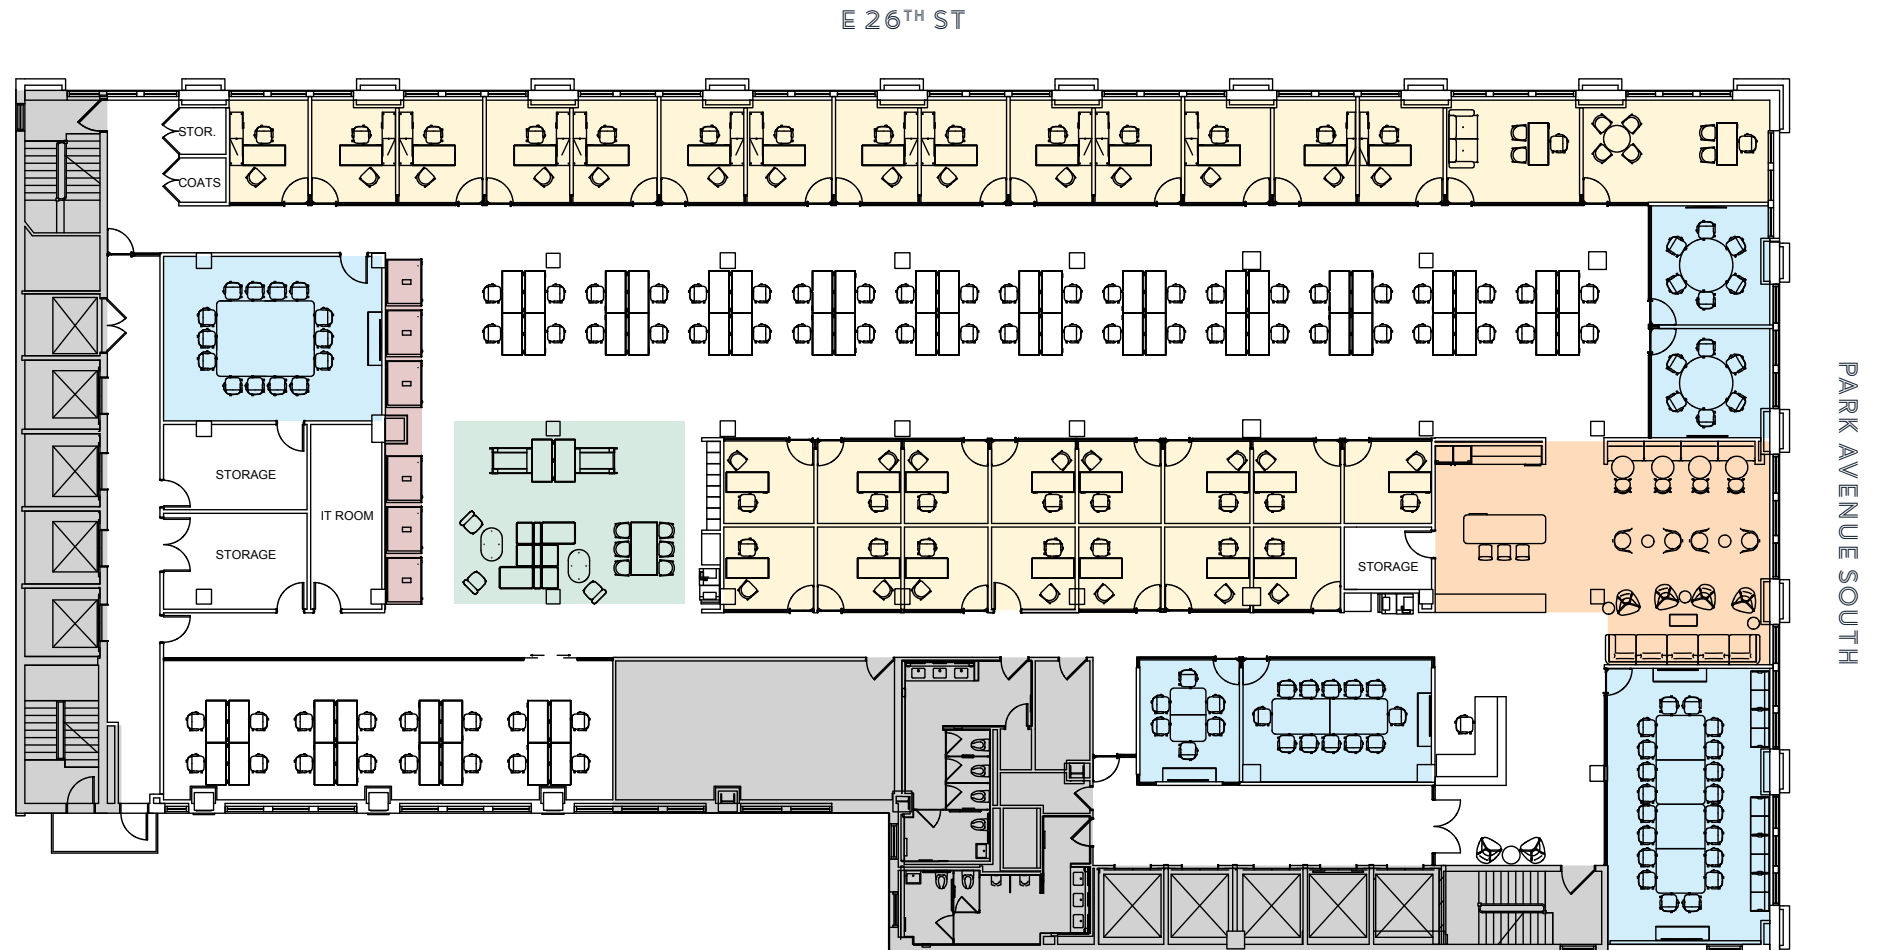 E 26TH ST
STOR.
COATS
STORAGE
IT ROOM
STORAGE
STORAGE
PARK AVENUE SOUTH